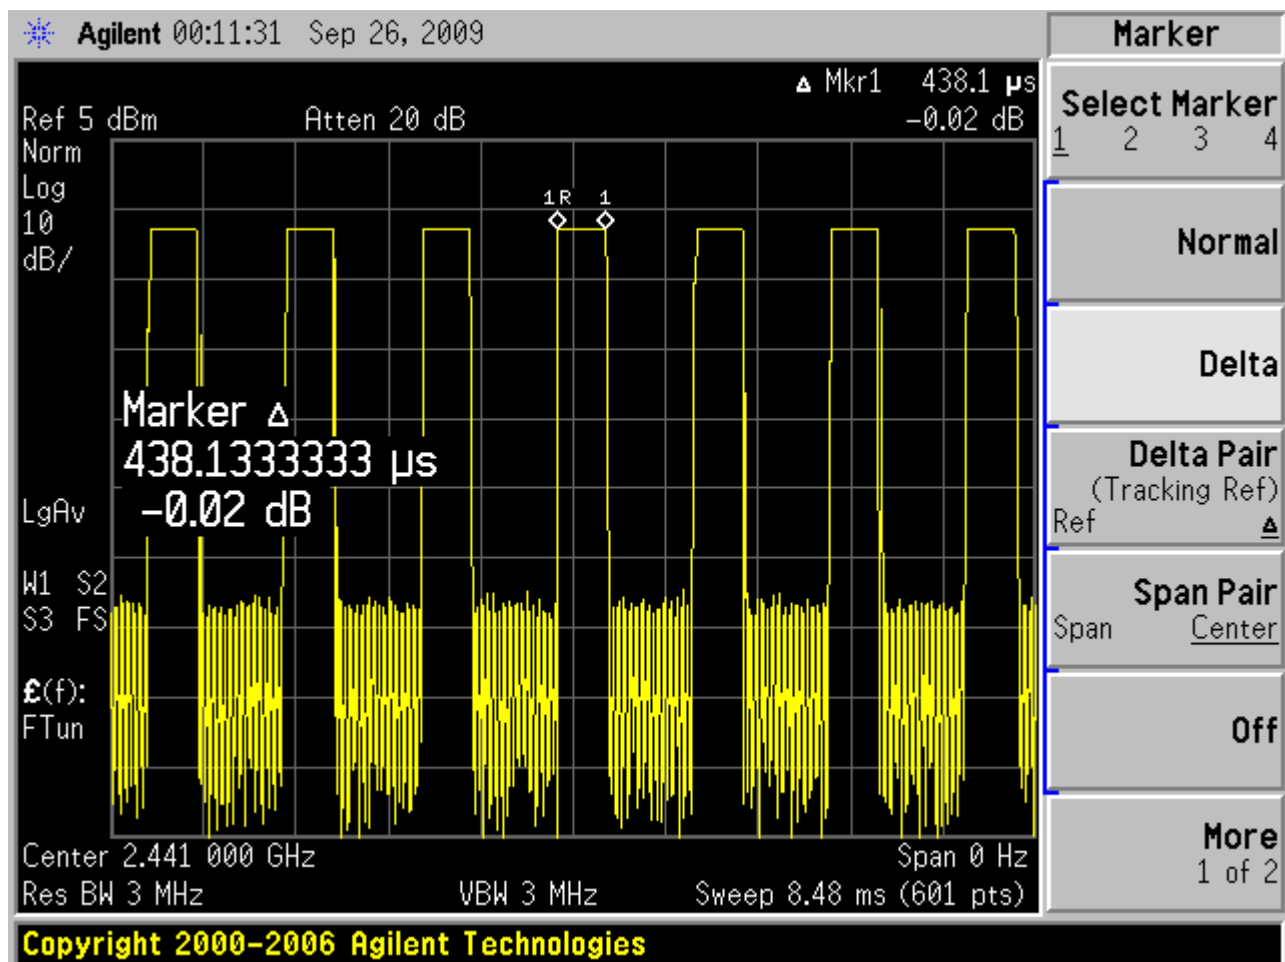 Agilent 00:11:31 Sep 26, 2009
Marker
Δ Mkr1 438.1 µs
Ref 5 dBm Atten 20 dB -0.02 dB
Norm
Log
10
dB/
1R 1
Marker Δ
438.1333333 µs
-0.02 dB
LgAv
W1 S2
S3 FS
£(f):
FTun
Center 2.441 000 GHz Span 0 Hz
Res BW 3 MHz VBW 3 MHz Sweep 8.48 ms (601 pts)
Select Marker
1 2 3 4
Normal
Delta
Delta Pair
(Tracking Ref)
Ref Δ
Span Pair
Span Center
Off
More
1 of 2
Copyright 2000-2006 Agilent Technologies